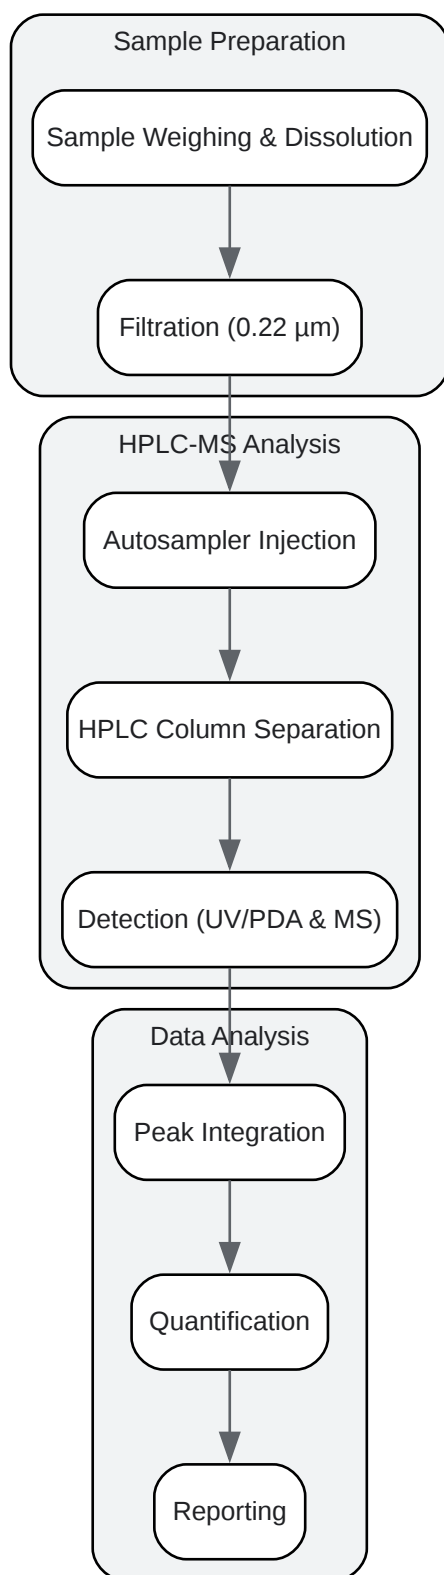 Sample Preparation
Sample Weighing & Dissolution
Filtration (0.22 µm)
HPLC-MS Analysis
Autosampler Injection
HPLC Column Separation
Detection (UV/PDA & MS)
Data Analysis
Peak Integration
Quantification
Reporting